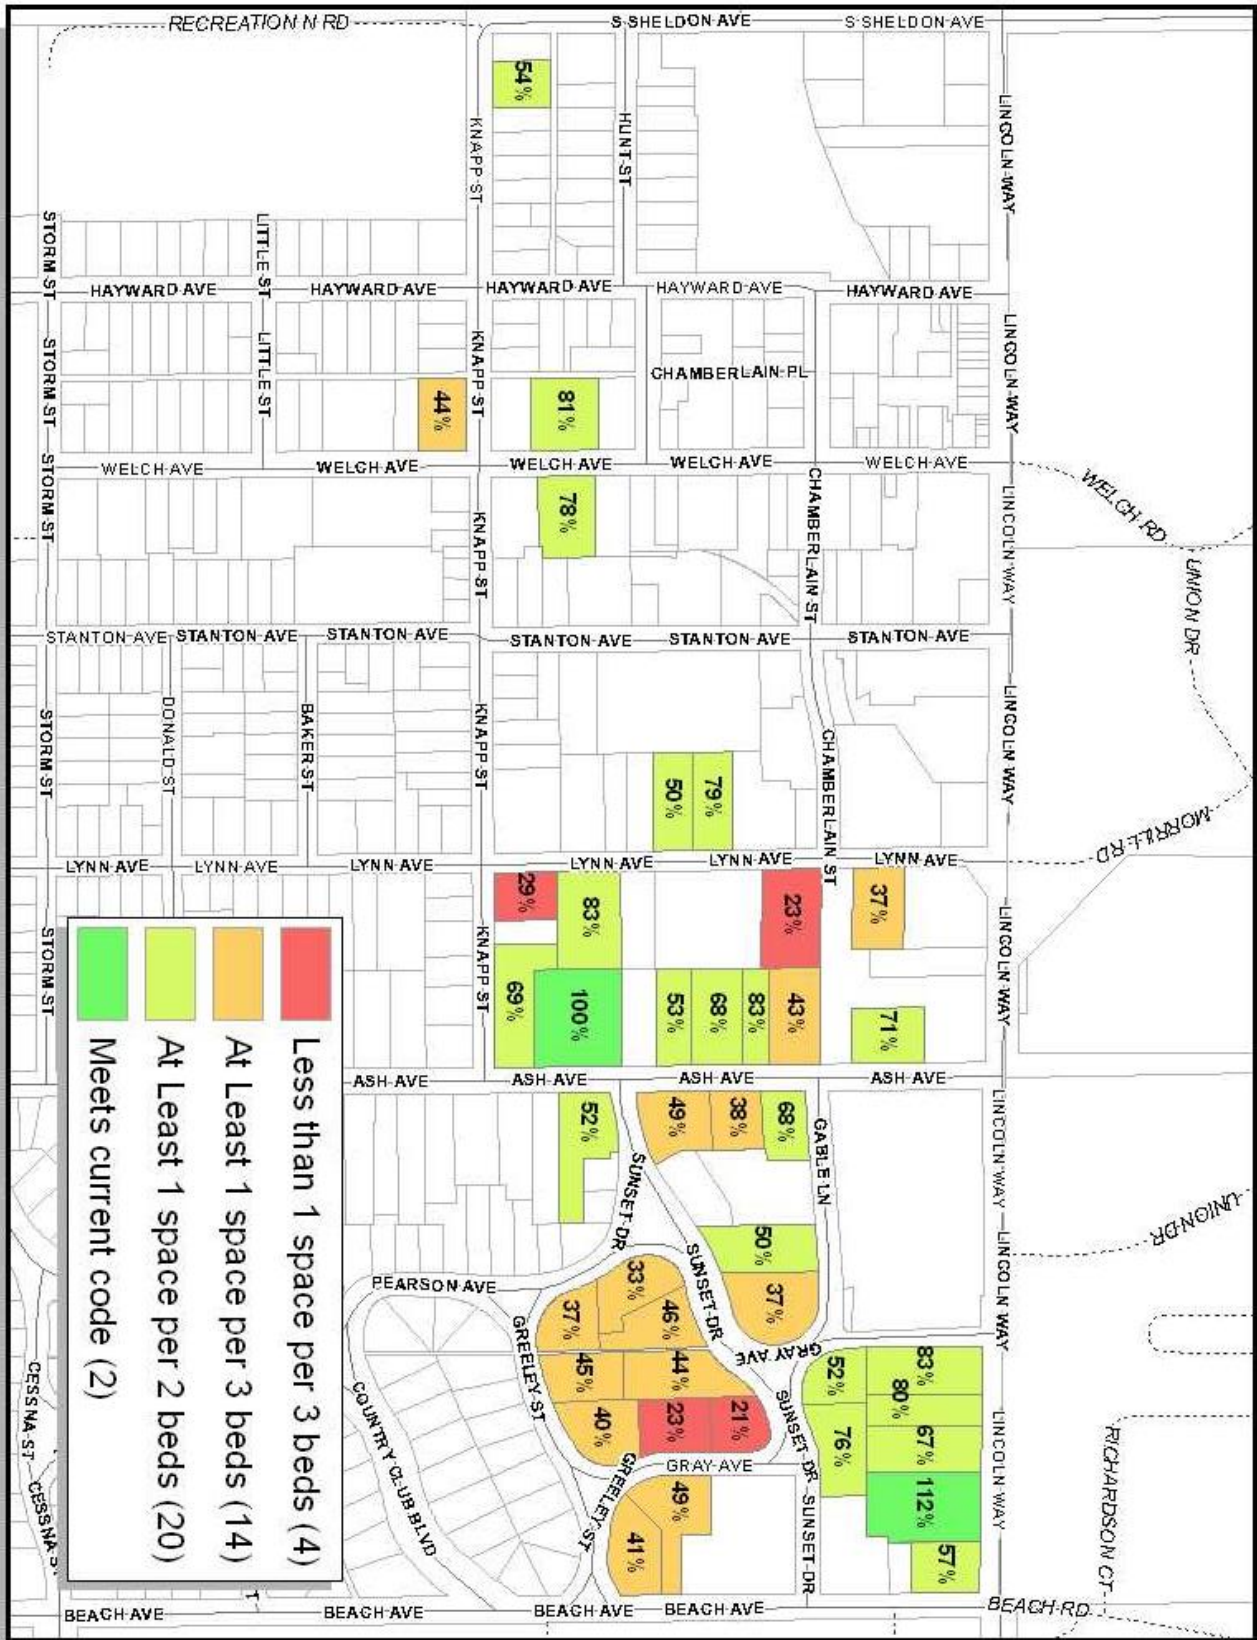 RECREATION N RD
S SHELDON AVE
S SHELDON AVE
54%
KNAPP ST
HUNT ST
LINCOLN WAY
STORM ST
LITTLE ST
HAYWARD AVE
HAYWARD AVE
HAYWARD AVE
HAYWARD AVE
HAYWARD AVE
STORM ST
LITTLE ST
KNAPP ST
CHAMBERLAIN PL
LINCOLN WAY
44%
81%
WELCH AVE
WELCH AVE
WELCH AVE
WELCH AVE
WELCH AVE
WELCH RD
STORM ST
KNAPP ST
78%
CHAMBERLAIN ST
LINCOLN WAY
UNION DR
STANTON AVE
STANTON AVE
STANTON AVE
STANTON AVE
STANTON AVE
STANTON AVE
STORM ST
DONALD ST
BAKER ST
KNAPP ST
50%
79%
CHAMBERLAIN ST
LINCOLN WAY
MORRILL RD
LYNN AVE
LYNN AVE
LYNN AVE
LYNN AVE
LYNN AVE
LYNN AVE
29%
83%
23%
37%
STORM ST
KNAPP ST
69%
100%
53%
68%
83%
43%
71%
LINCOLN WAY
ASH AVE
ASH AVE
ASH AVE
ASH AVE
52%
49%
38%
68%
GABLE LN
LINCOLN WAY
UNION DR
SUNSET DR
50%
LINCOLN WAY
PEARSON AVE
37%
33%
46%
SUNSET DR
37%
GRAY AVE
GREELEY ST
45%
44%
52%
83%
80%
40%
23%
21%
SUNSET DR
76%
67%
112%
57%
LINCOLN WAY
RICHARDSON CT
COUNTRY CLUB BLVD
GREELEY ST
GRAY AVE
49%
41%
SUNSET DR
CESSNA ST
CESSNA S
T
BEACH AVE
BEACH AVE
BEACH AVE
BEACH AVE
BEACH RD
Less than 1 space per 3 beds (4)
At Least 1 space per 3 beds (14)
At Least 1 space per 2 beds (20)
Meets current code (2)